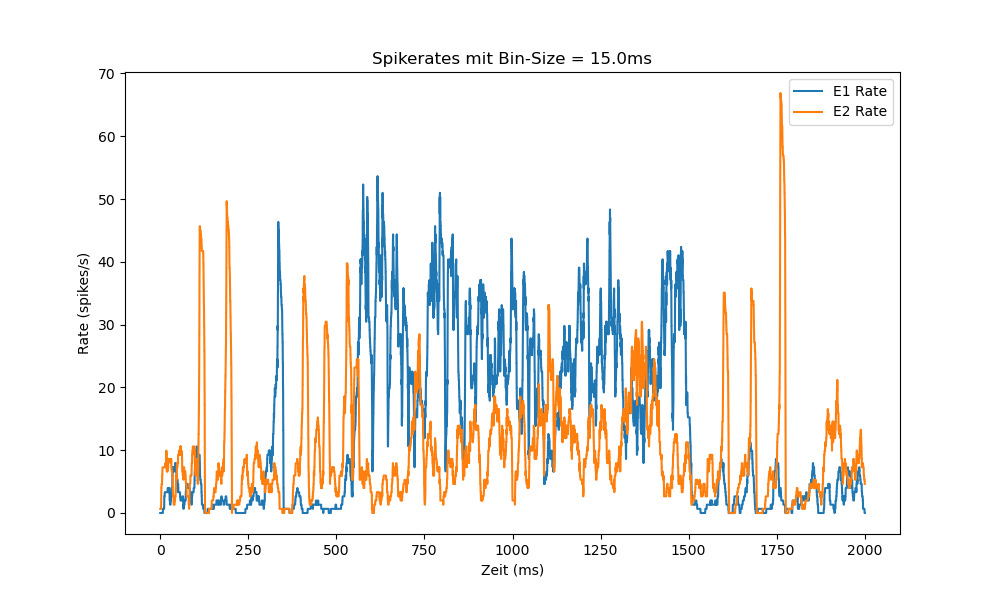 Spikerates mit Bin-Size = 15.0ms
E1 Rate
E2 Rate
Rate (spikes/s)
70
60
50
40
30
20
10
0
0 250 500 750 1000 1250 1500 1750 2000
Zeit (ms)